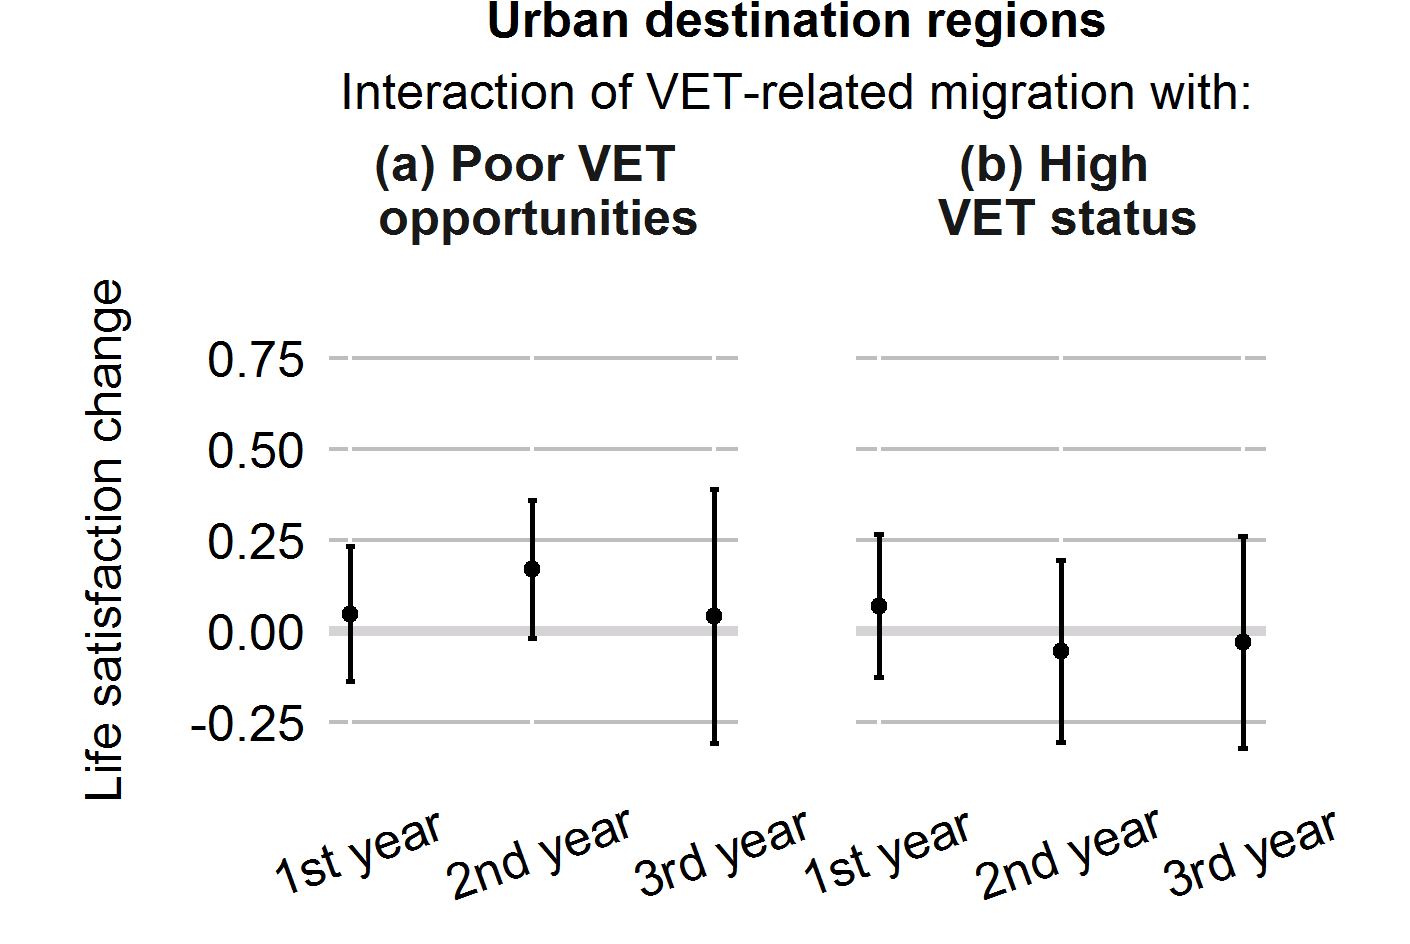 Urban destination regions
Interaction of VET-related migration with:
(a) Poor VET
opportunities
(b) High
VET status
Life satisfaction change
0.75
0.50
0.25
0.00
-0.25
1st year
2nd year
3rd year
1st year
2nd year
3rd year